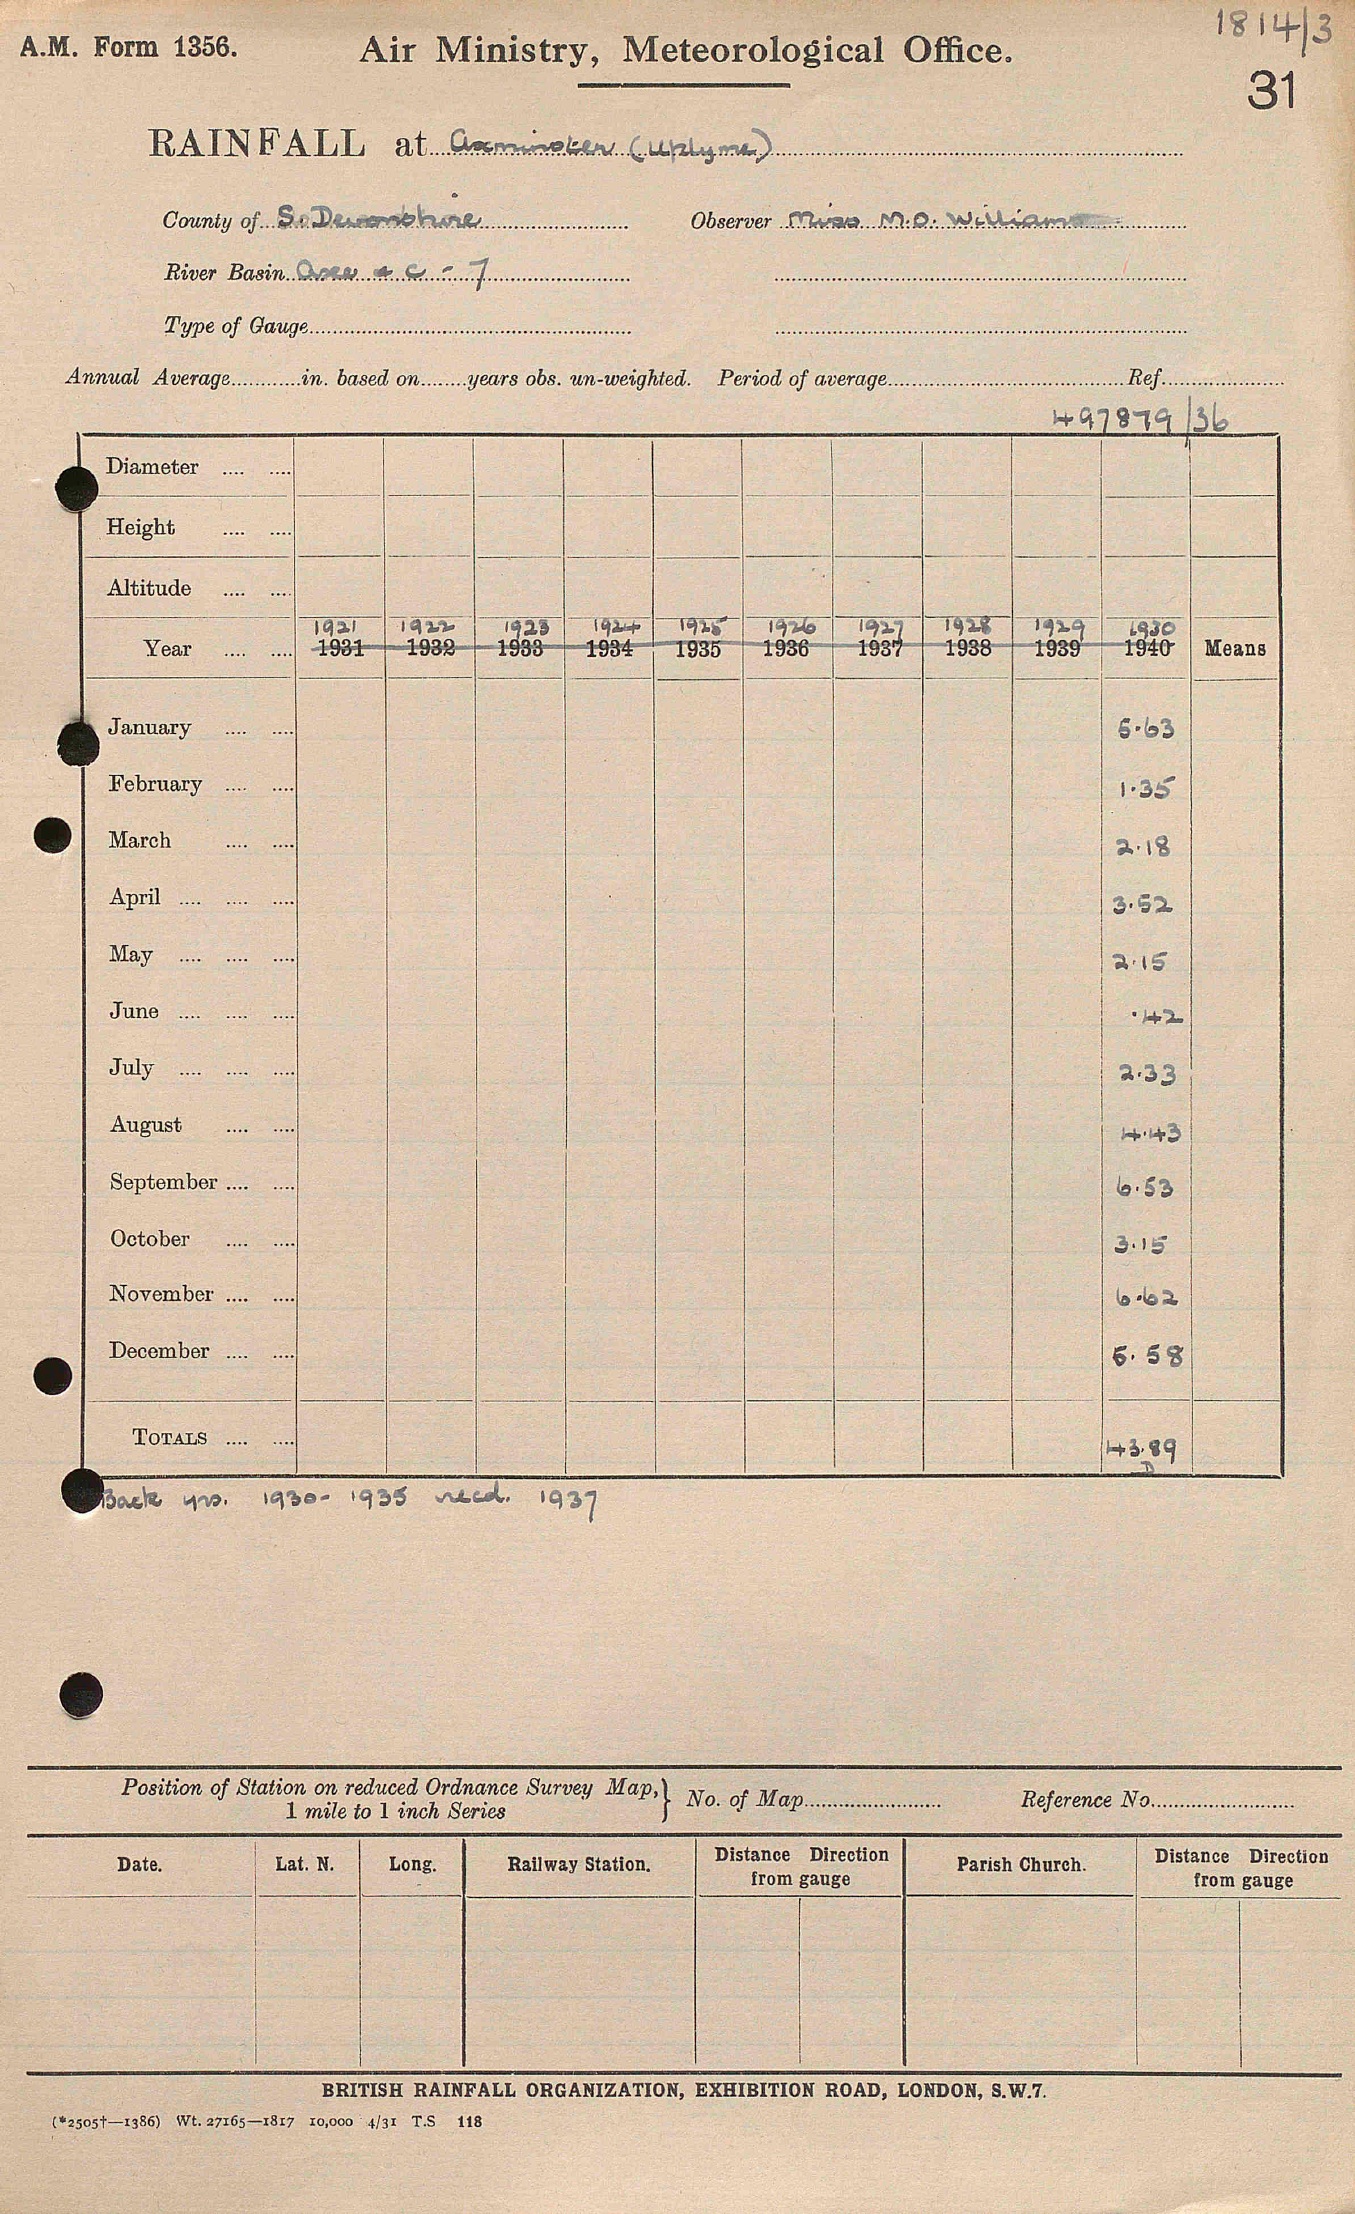 1814/3
A.M. Form 1356. Air Ministry, Meteorological Office.
31
RAINFALL at Axminster (Uplyme)
County of S. Devonshire Observer Miss M.O. Williams
River Basin Axe & c - 7
Type of Gauge
Annual Average............in. based on........years obs. un-weighted. Period of average Ref.
497879/36
Diameter
Height
Altitude
1921 1922 1923 1924 1925 1926 1927 1928 1929 1930
Year 1931 1932 1933 1934 1935 1936 1937 1938 1939 1940 Means
January 5.63
February 1.35
March 2.18
April 3.52
May 2.15
June .42
July 2.33
August 4.43
September 6.53
October 3.15
November 6.62
December 5.58
TOTALS 43.89
D
Back yrs. 1930-1935 recd. 1937
Position of Station on reduced Ordnance Survey Map,} No. of Map Reference No.
1 mile to 1 inch Series
Date. Lat. N. Long. Railway Station. Distance Direction from gauge Parish Church. Distance Direction from gauge
BRITISH RAINFALL ORGANIZATION, EXHIBITION ROAD, LONDON, S.W.7.
(*2505†—1386) Wt. 27165—1817 10,000 4/31 T.S 118